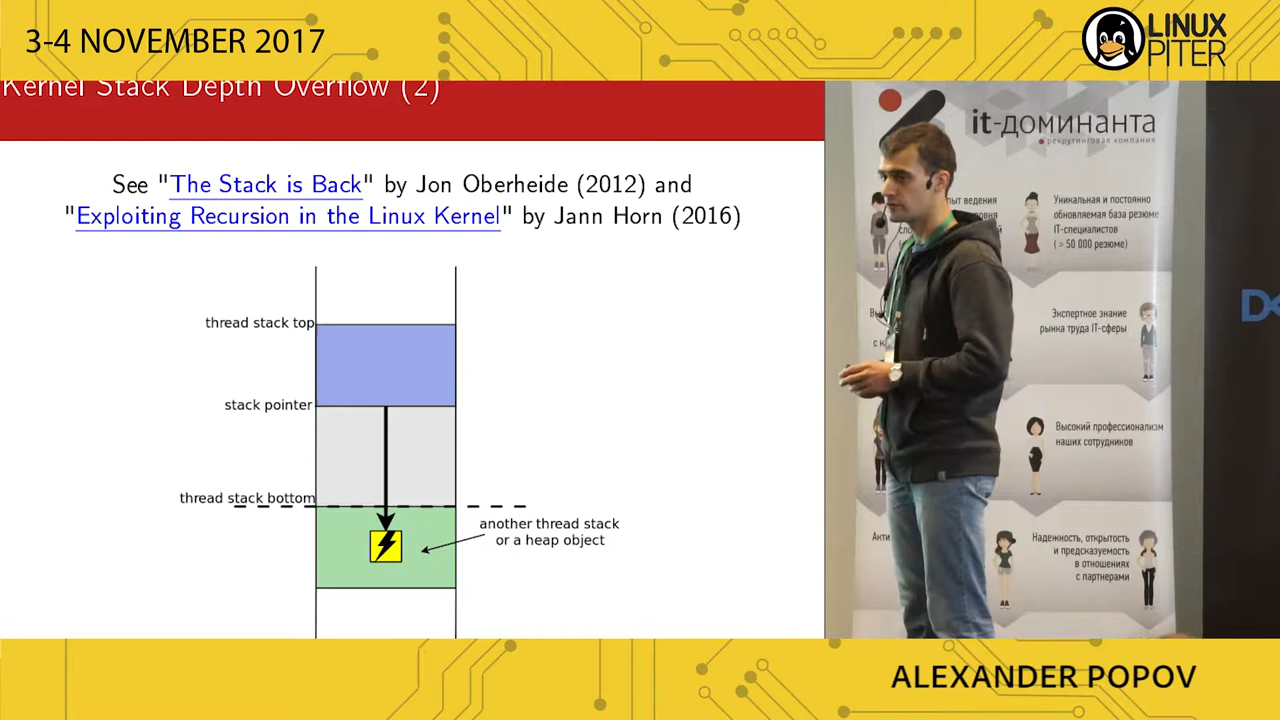 3-4 NOVEMBER 2017
LINUX
PITER
Kernel Stack Depth Overflow (2)
See "The Stack is Back" by Jon Oberheide (2012) and
"Exploiting Recursion in the Linux Kernel" by Jann Horn (2016)
thread stack top
stack pointer
thread stack bottom
another thread stack
or a heap object
it-доминанта
рекрутинговая компания
ыт ведения
Уникальная и постоянно
обновляемая база резюме
IT-специалистов
( > 50 000 резюме)
Экспертное знание
рынка труда IT-сферы
Высокий профессионализм
наших сотрудников
Надежность, открытость
и предсказуемость
в отношениях
с партнерами
ALEXANDER POPOV